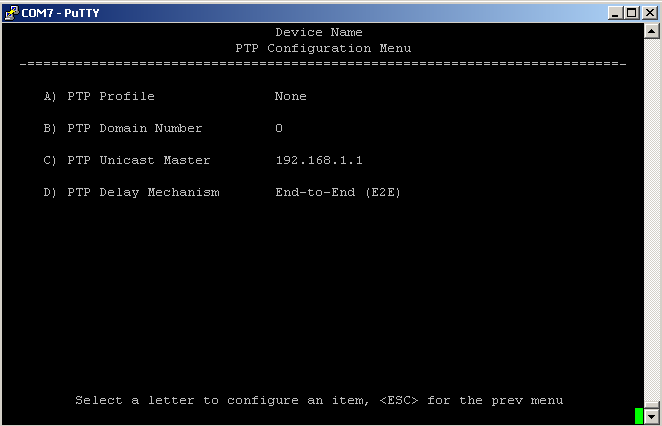 COM7 - PuTTY
Device Name
PTP Configuration Menu
-==========================================================================-
A) PTP Profile None
B) PTP Domain Number 0
C) PTP Unicast Master 192.168.1.1
D) PTP Delay Mechanism End-to-End (E2E)
Select a letter to configure an item, <ESC> for the prev menu